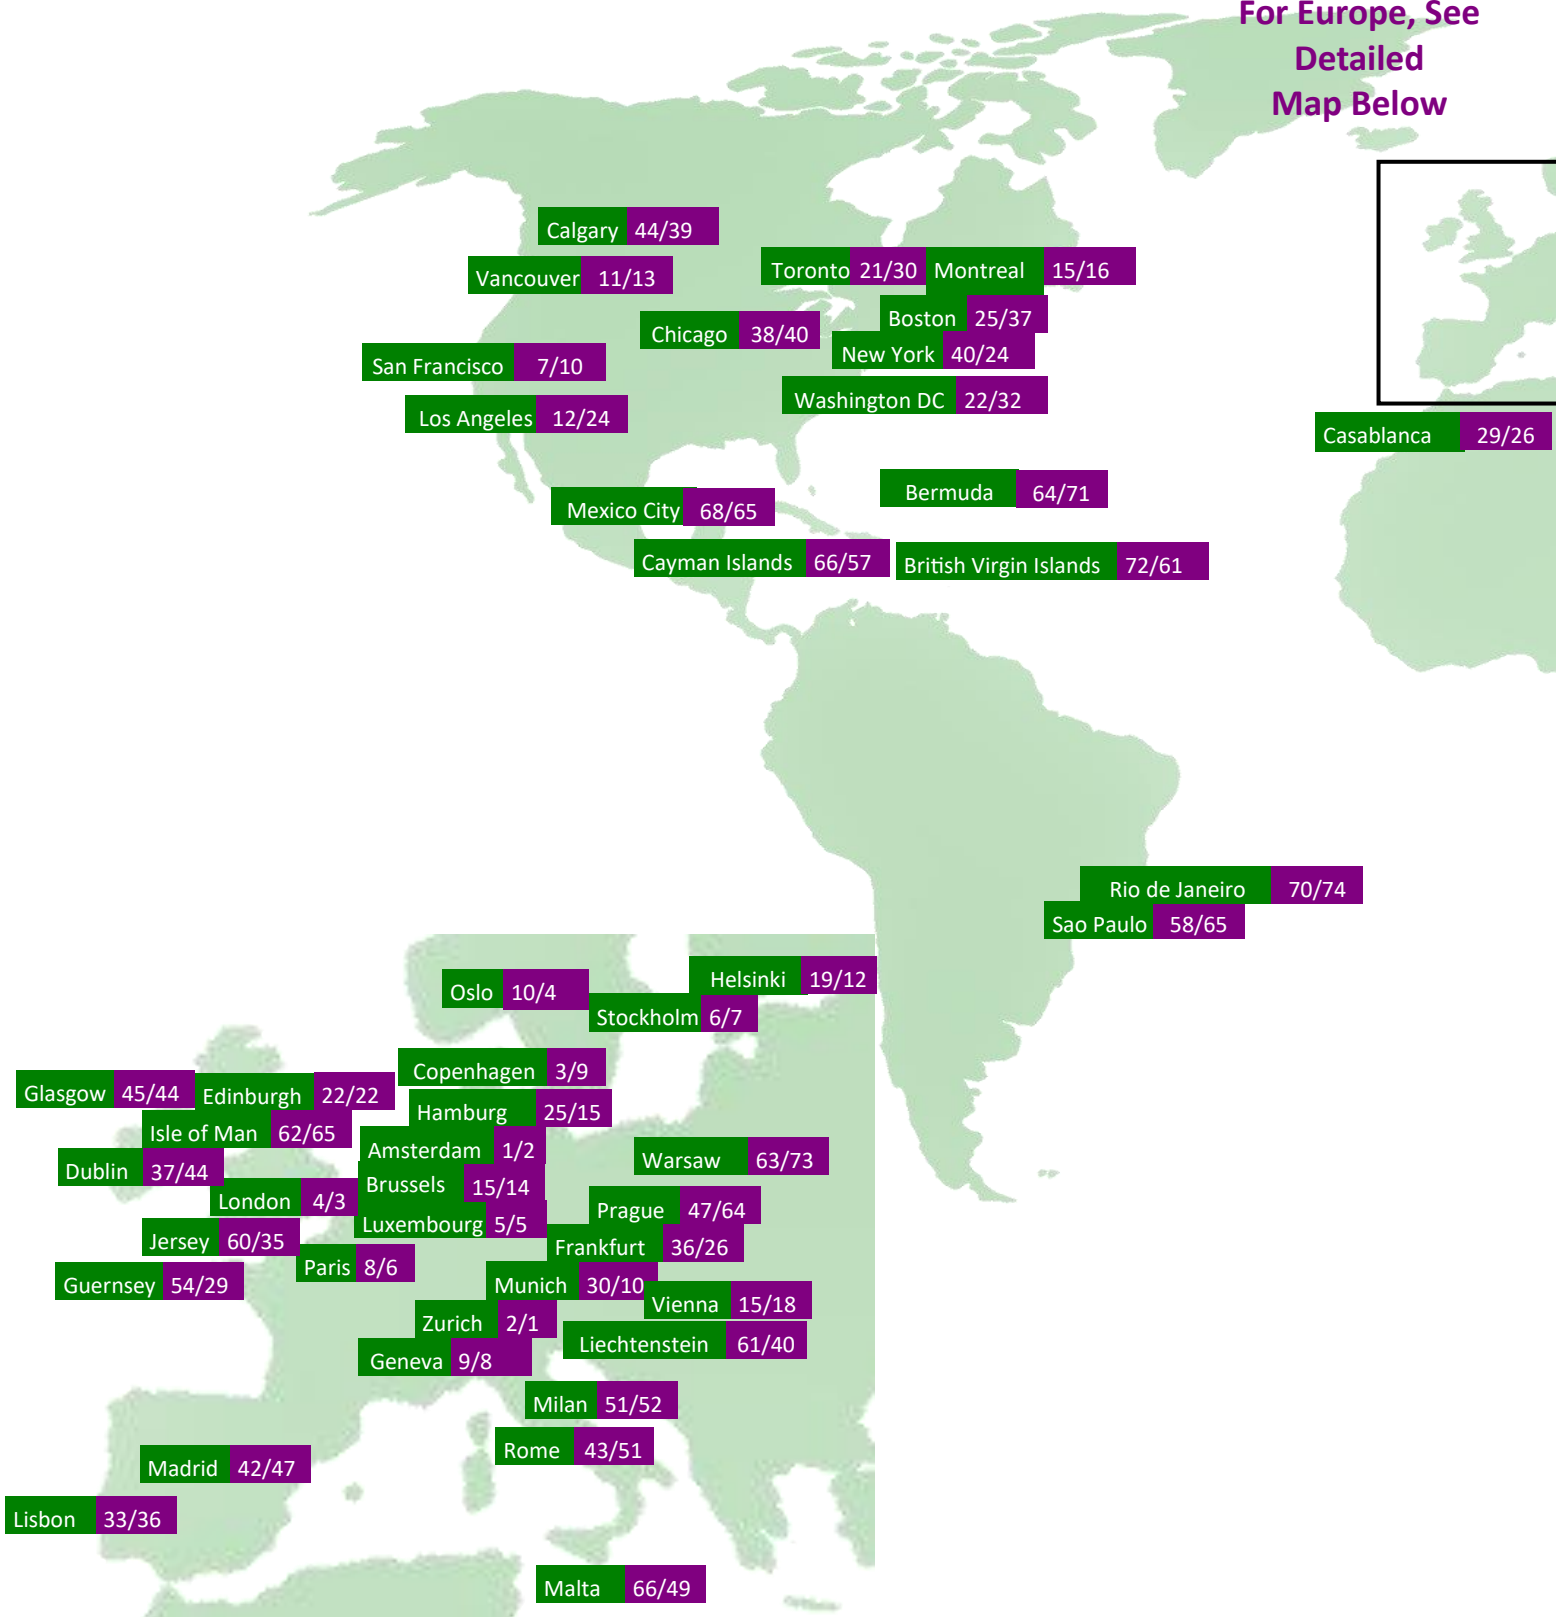 For Europe, See
Detailed
Map Below
Calgary 44/39
Toronto 21/30 Montreal 15/16
Vancouver 11/13
Boston 25/37
Chicago 38/40
New York 40/24
San Francisco 7/10
Washington DC 22/32
Los Angeles 12/24
Casablanca 29/26
Bermuda 64/71
Mexico City 68/65
Cayman Islands 66/57 British Virgin Islands 72/61
Rio de Janeiro 70/74
Sao Paulo 58/65
Helsinki 19/12
Oslo 10/4
Stockholm 6/7
Copenhagen 3/9
Glasgow 45/44 Edinburgh 22/22
Hamburg 25/15
Isle of Man 62/65
Amsterdam 1/2
Warsaw 63/73
Dublin 37/44
Brussels 15/14
London 4/3
Prague 47/64
Luxembourg 5/5
Jersey 60/35
Frankfurt 36/26
Paris 8/6
Guernsey 54/29
Munich 30/10
Vienna 15/18
Zurich 2/1
Liechtenstein 61/40
Geneva 9/8
Milan 51/52
Rome 43/51
Madrid 42/47
Lisbon 33/36
Malta 66/49